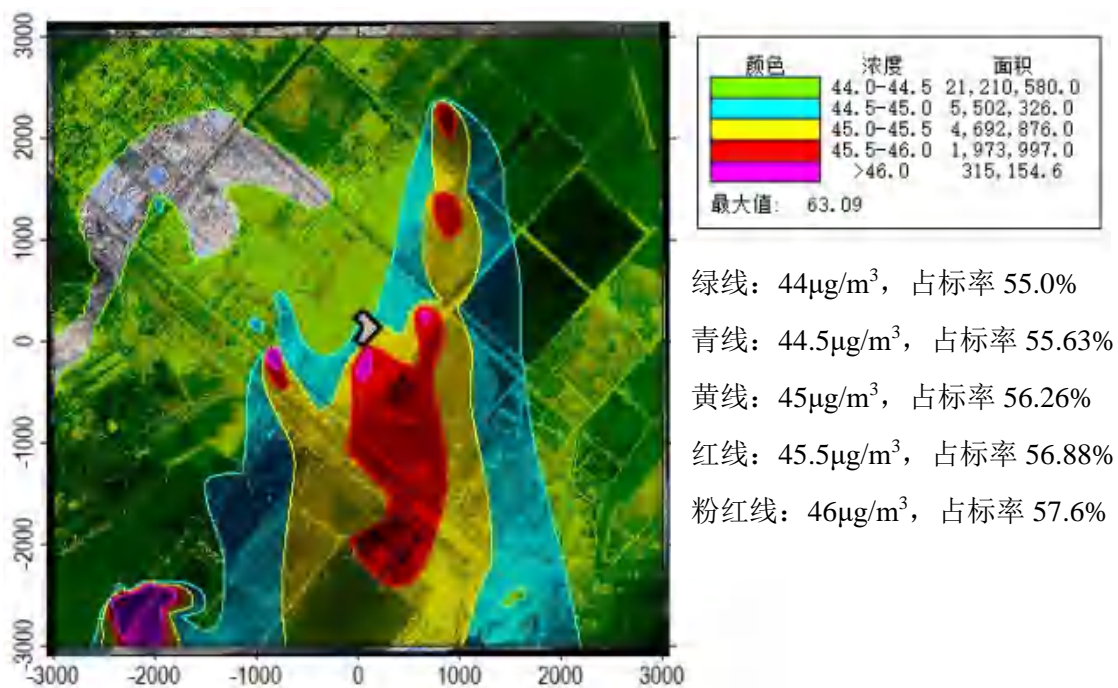 3000
2000
1000
0
-1000
-2000
-3000
-3000 -2000 -1000 0 1000 2000 3000
颜色 浓度 面积
44.0-44.5 21,210,580.0
44.5-45.0 5,502,326.0
45.0-45.5 4,692,876.0
45.5-46.0 1,973,997.0
>46.0 315,154.6
最大值: 63.09
绿线：44μg/m³，占标率 55.0%
青线：44.5μg/m³，占标率 55.63%
黄线：45μg/m³，占标率 56.26%
红线：45.5μg/m³，占标率 56.88%
粉红线：46μg/m³，占标率 57.6%